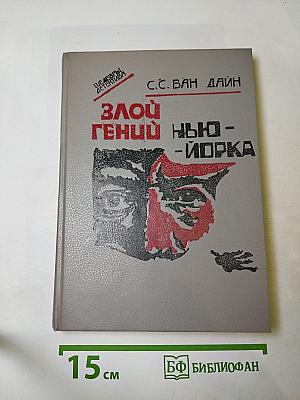 ШЕДЕВРЫ
ДЕТЕКТИВА
С.С. ВАН ДАЙН
ЗЛОЙ
ГЕНИЙ НЬЮ-
-ЙОРКА
15 см
БФ БИБЛИОФАН